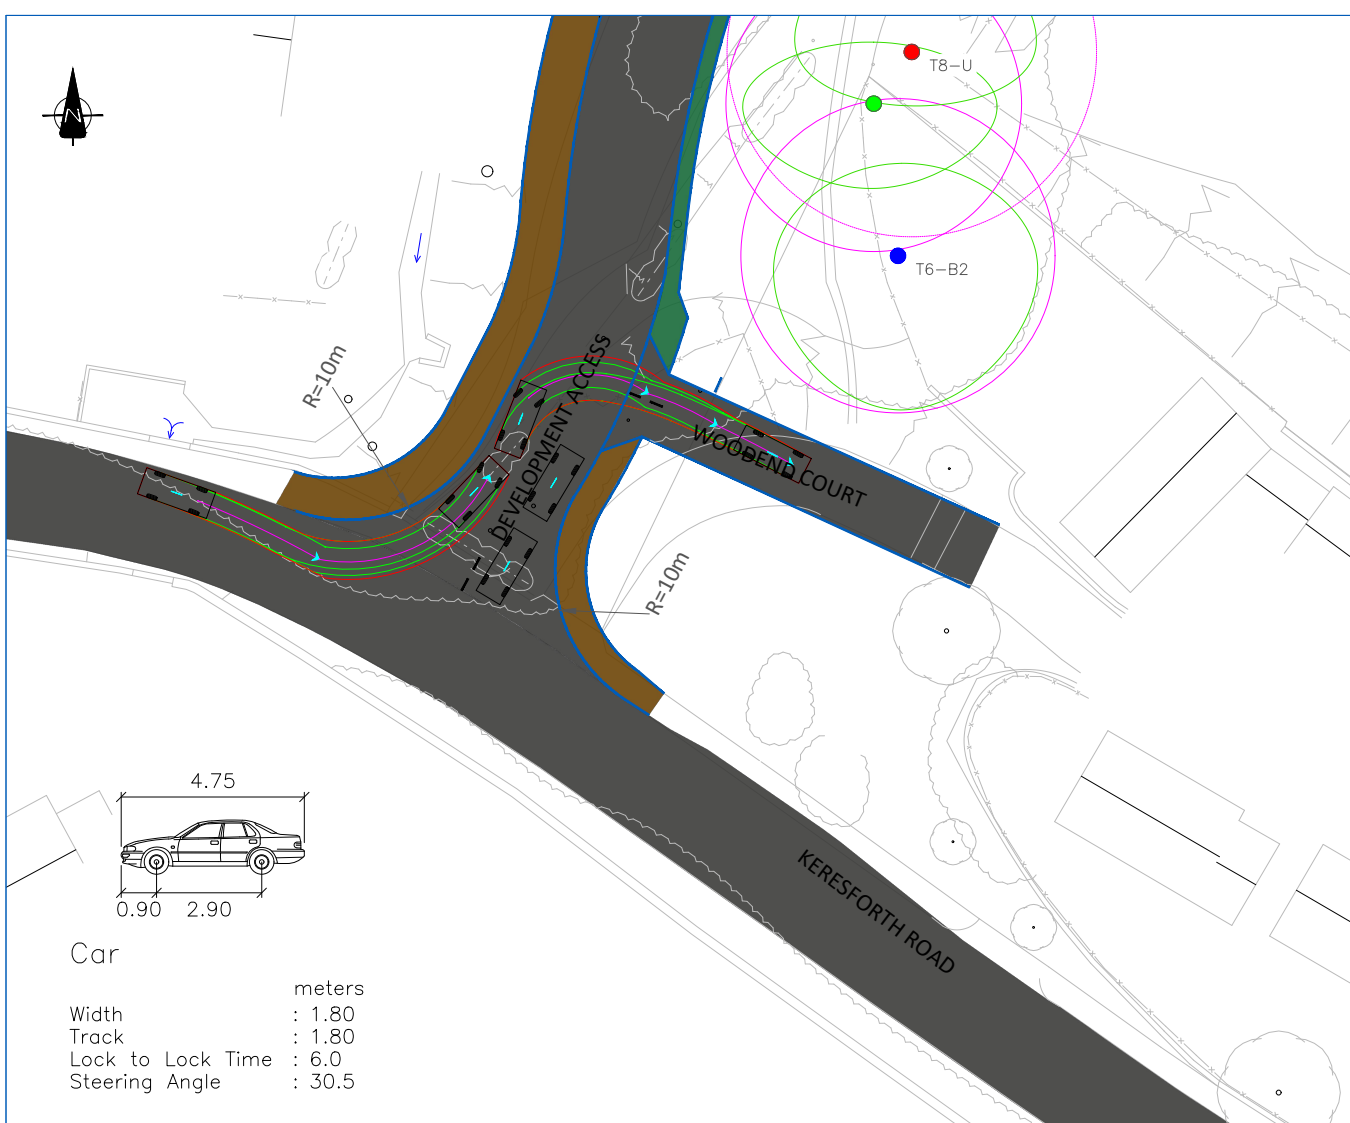 N
T8-U
T6-B2
R=10m
DEVELOPMENT ACCESS
WOODEND COURT
R=10m
KERESFORTH ROAD
4.75
0.90 2.90
Car
meters
Width : 1.80
Track : 1.80
Lock to Lock Time : 6.0
Steering Angle : 30.5